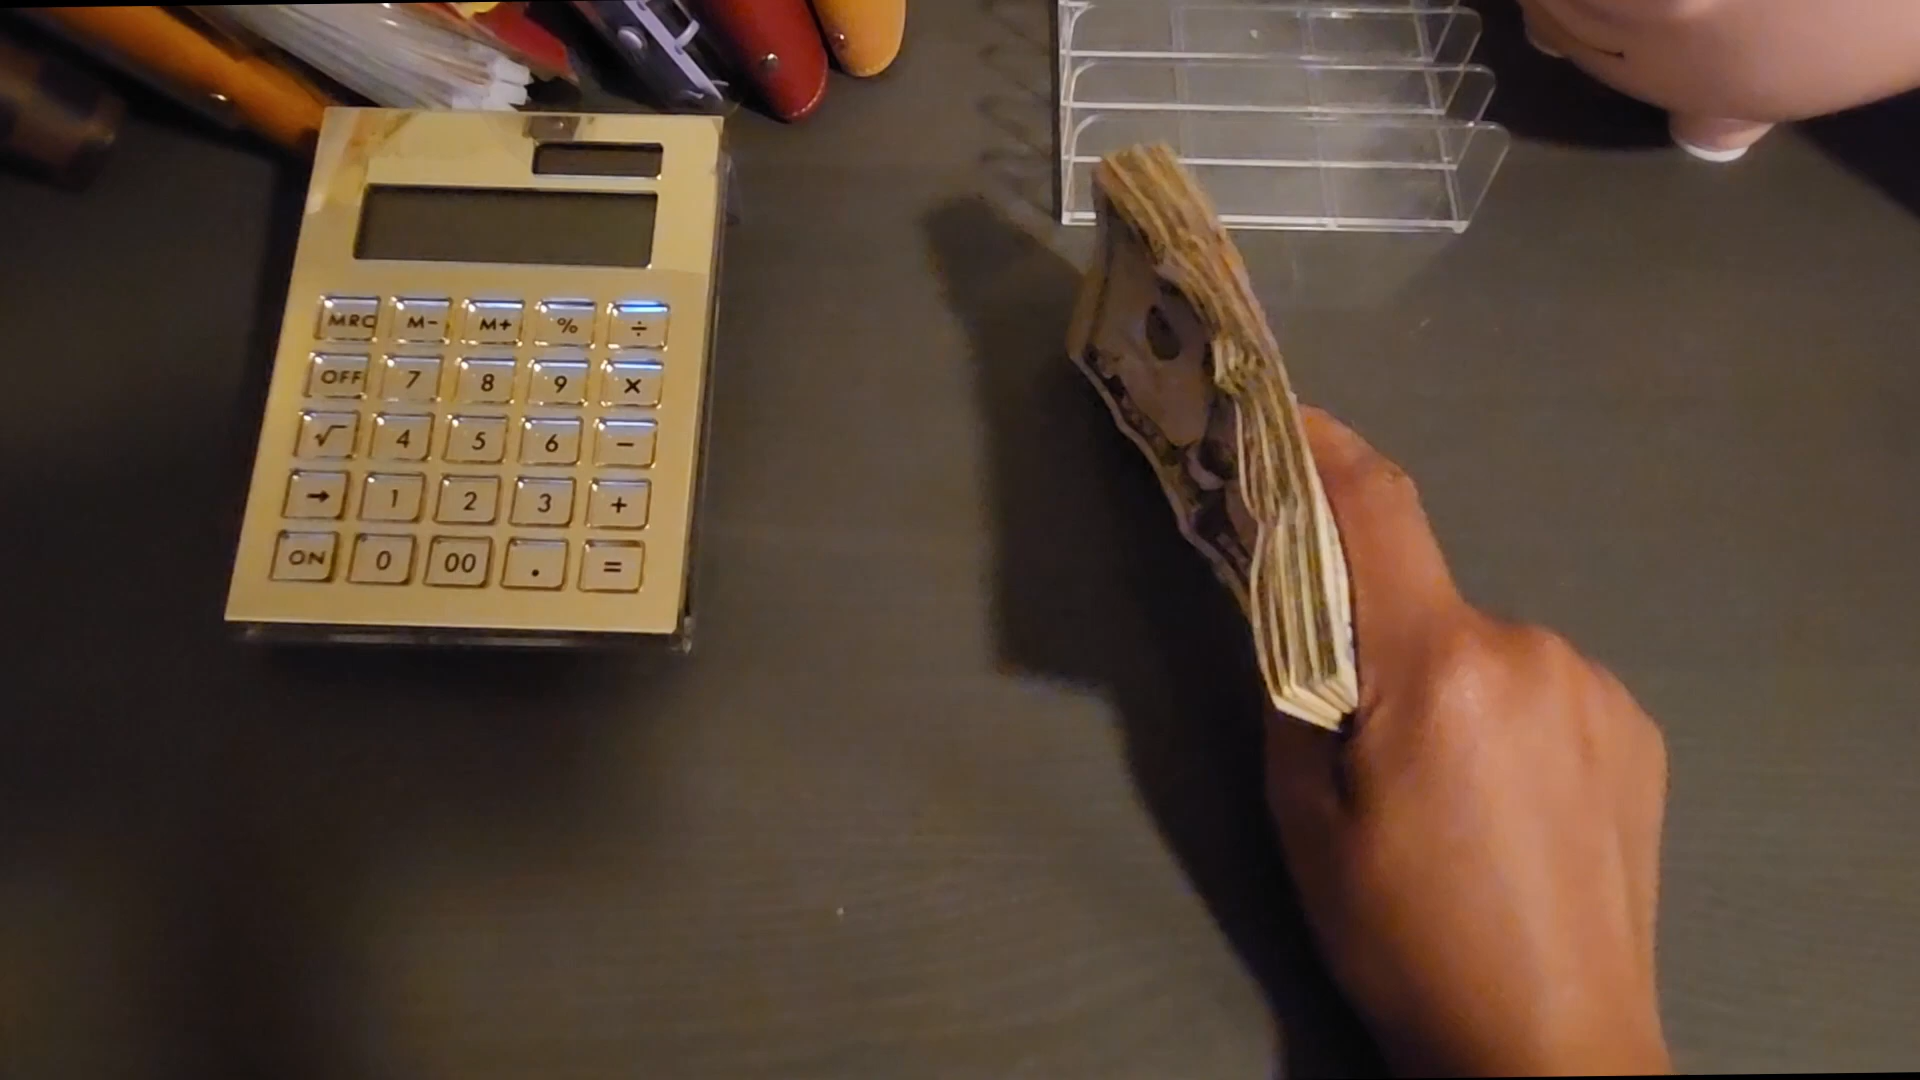 MRC M- M+ % ÷
OFF 7 8 9 ×
√ 4 5 6 −
→ 1 2 3 +
ON 0 00 . =